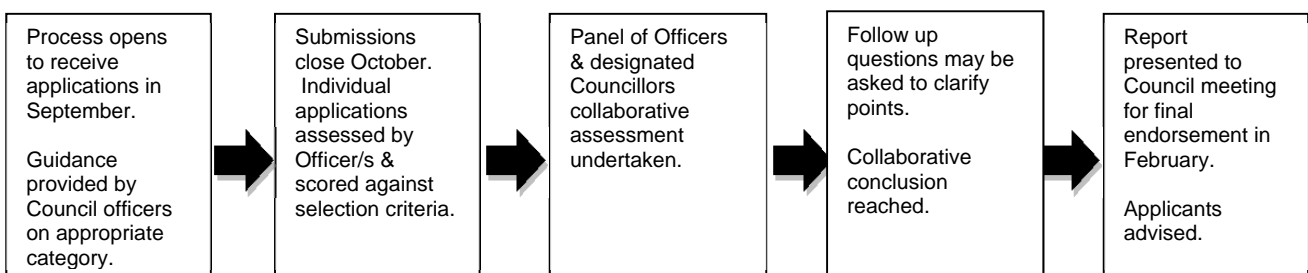 Process opens
to receive
applications in
September.
Guidance
provided by
Council officers
on appropriate
category.
Submissions
close October.
Individual
applications
assessed by
Officer/s &
scored against
selection criteria.
Panel of Officers
& designated
Councillors
collaborative
assessment
undertaken.
Follow up
questions may be
asked to clarify
points.
Collaborative
conclusion
reached.
Report
presented to
Council meeting
for final
endorsement in
February.
Applicants
advised.